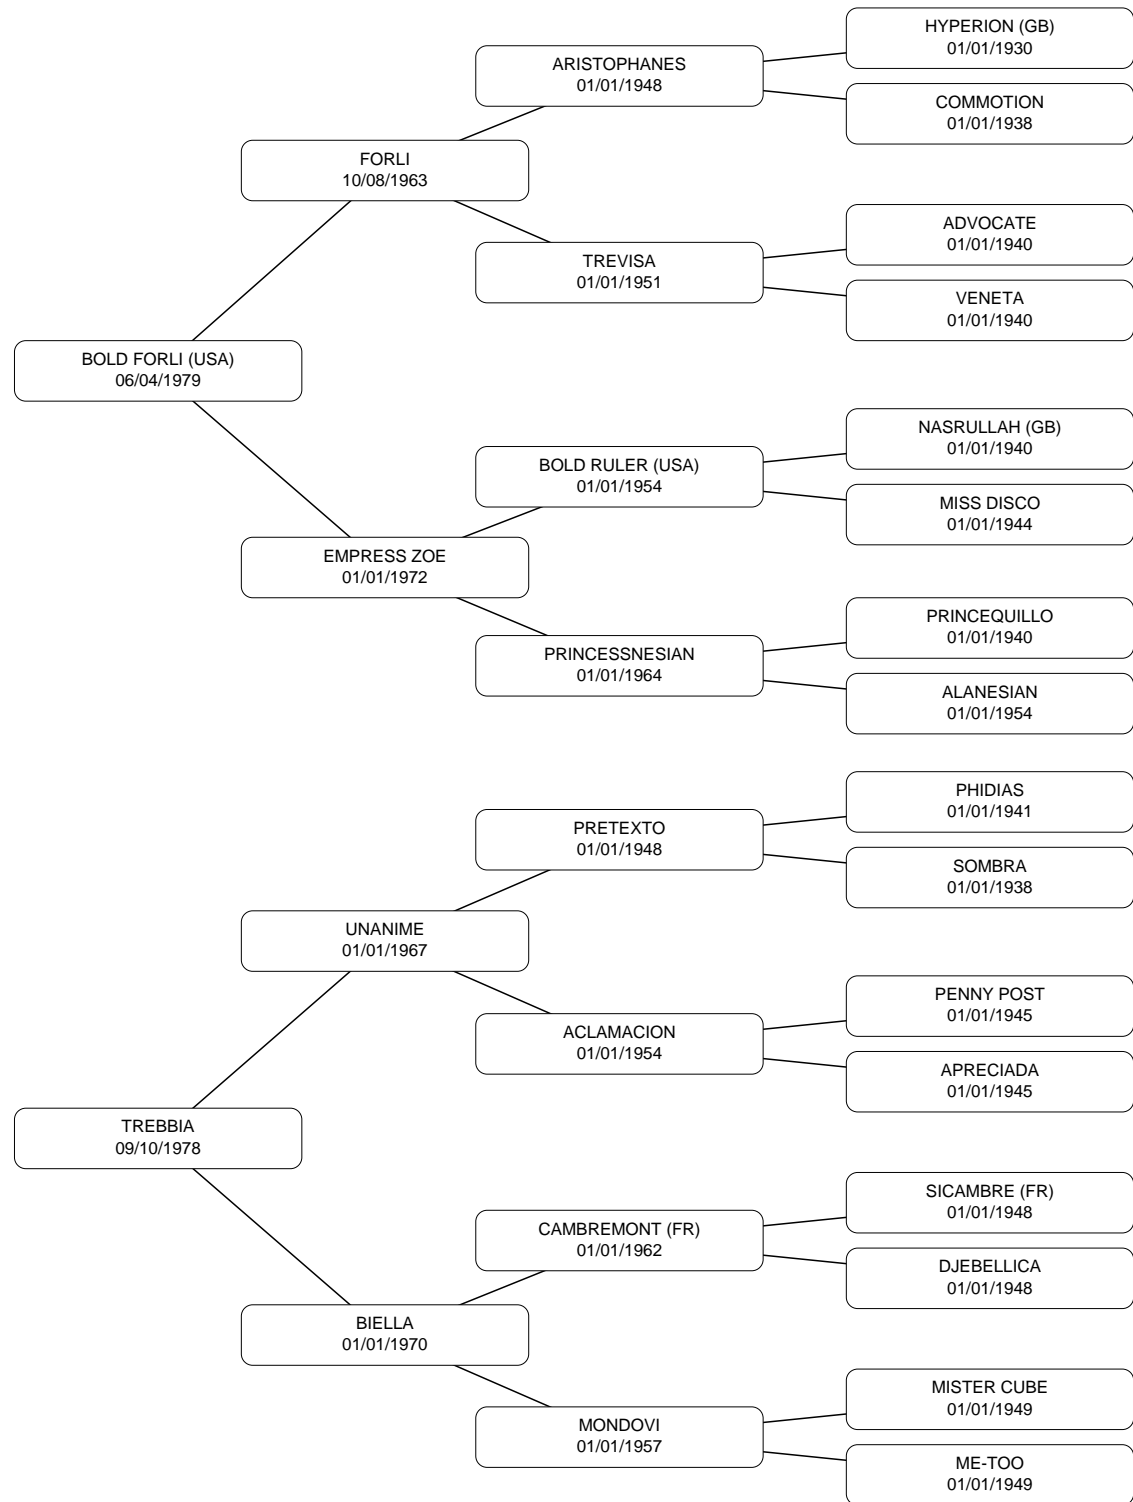 HYPERION (GB)
01/01/1930
ARISTOPHANES
01/01/1948
COMMOTION
01/01/1938
FORLI
10/08/1963
ADVOCATE
01/01/1940
TREVISA
01/01/1951
VENETA
01/01/1940
BOLD FORLI (USA)
06/04/1979
NASRULLAH (GB)
01/01/1940
BOLD RULER (USA)
01/01/1954
MISS DISCO
01/01/1944
EMPRESS ZOE
01/01/1972
PRINCEQUILLO
01/01/1940
PRINCESSNESIAN
01/01/1964
ALANESIAN
01/01/1954
PHIDIAS
01/01/1941
PRETEXTO
01/01/1948
SOMBRA
01/01/1938
UNANIME
01/01/1967
PENNY POST
01/01/1945
ACLAMACION
01/01/1954
APRECIADA
01/01/1945
TREBBIA
09/10/1978
SICAMBRE (FR)
01/01/1948
CAMBREMONT (FR)
01/01/1962
DJEBELLICA
01/01/1948
BIELLA
01/01/1970
MISTER CUBE
01/01/1949
MONDOVI
01/01/1957
ME-TOO
01/01/1949